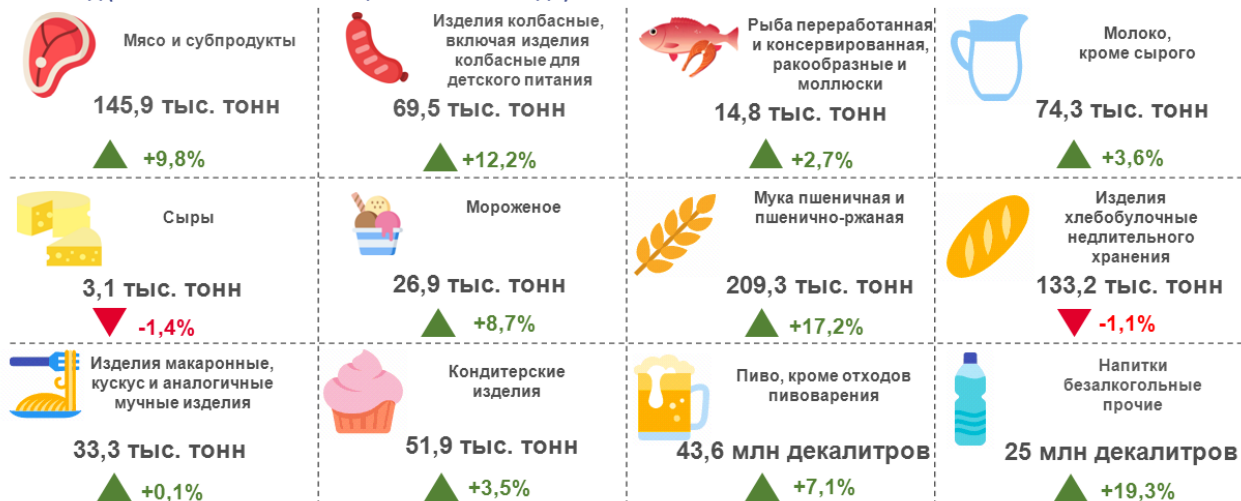 Мясо и субпродукты
145,9 тыс. тонн
+9,8%
Изделия колбасные,
включая изделия
колбасные для
детского питания
69,5 тыс. тонн
+12,2%
Рыба переработанная
и консервированная,
ракообразные и
моллюски
14,8 тыс. тонн
+2,7%
Молоко,
кроме сырого
74,3 тыс. тонн
+3,6%
Сыры
3,1 тыс. тонн
-1,4%
Мороженое
26,9 тыс. тонн
+8,7%
Мука пшеничная и
пшенично-ржаная
209,3 тыс. тонн
+17,2%
Изделия
хлебобулочные
недлительного
хранения
133,2 тыс. тонн
-1,1%
Изделия макаронные,
кускус и аналогичные
мучные изделия
33,3 тыс. тонн
+0,1%
Кондитерские
изделия
51,9 тыс. тонн
+3,5%
Пиво, кроме отходов
пивоварения
43,6 млн декалитров
+7,1%
Напитки
безалкогольные
прочие
25 млн декалитров
+19,3%